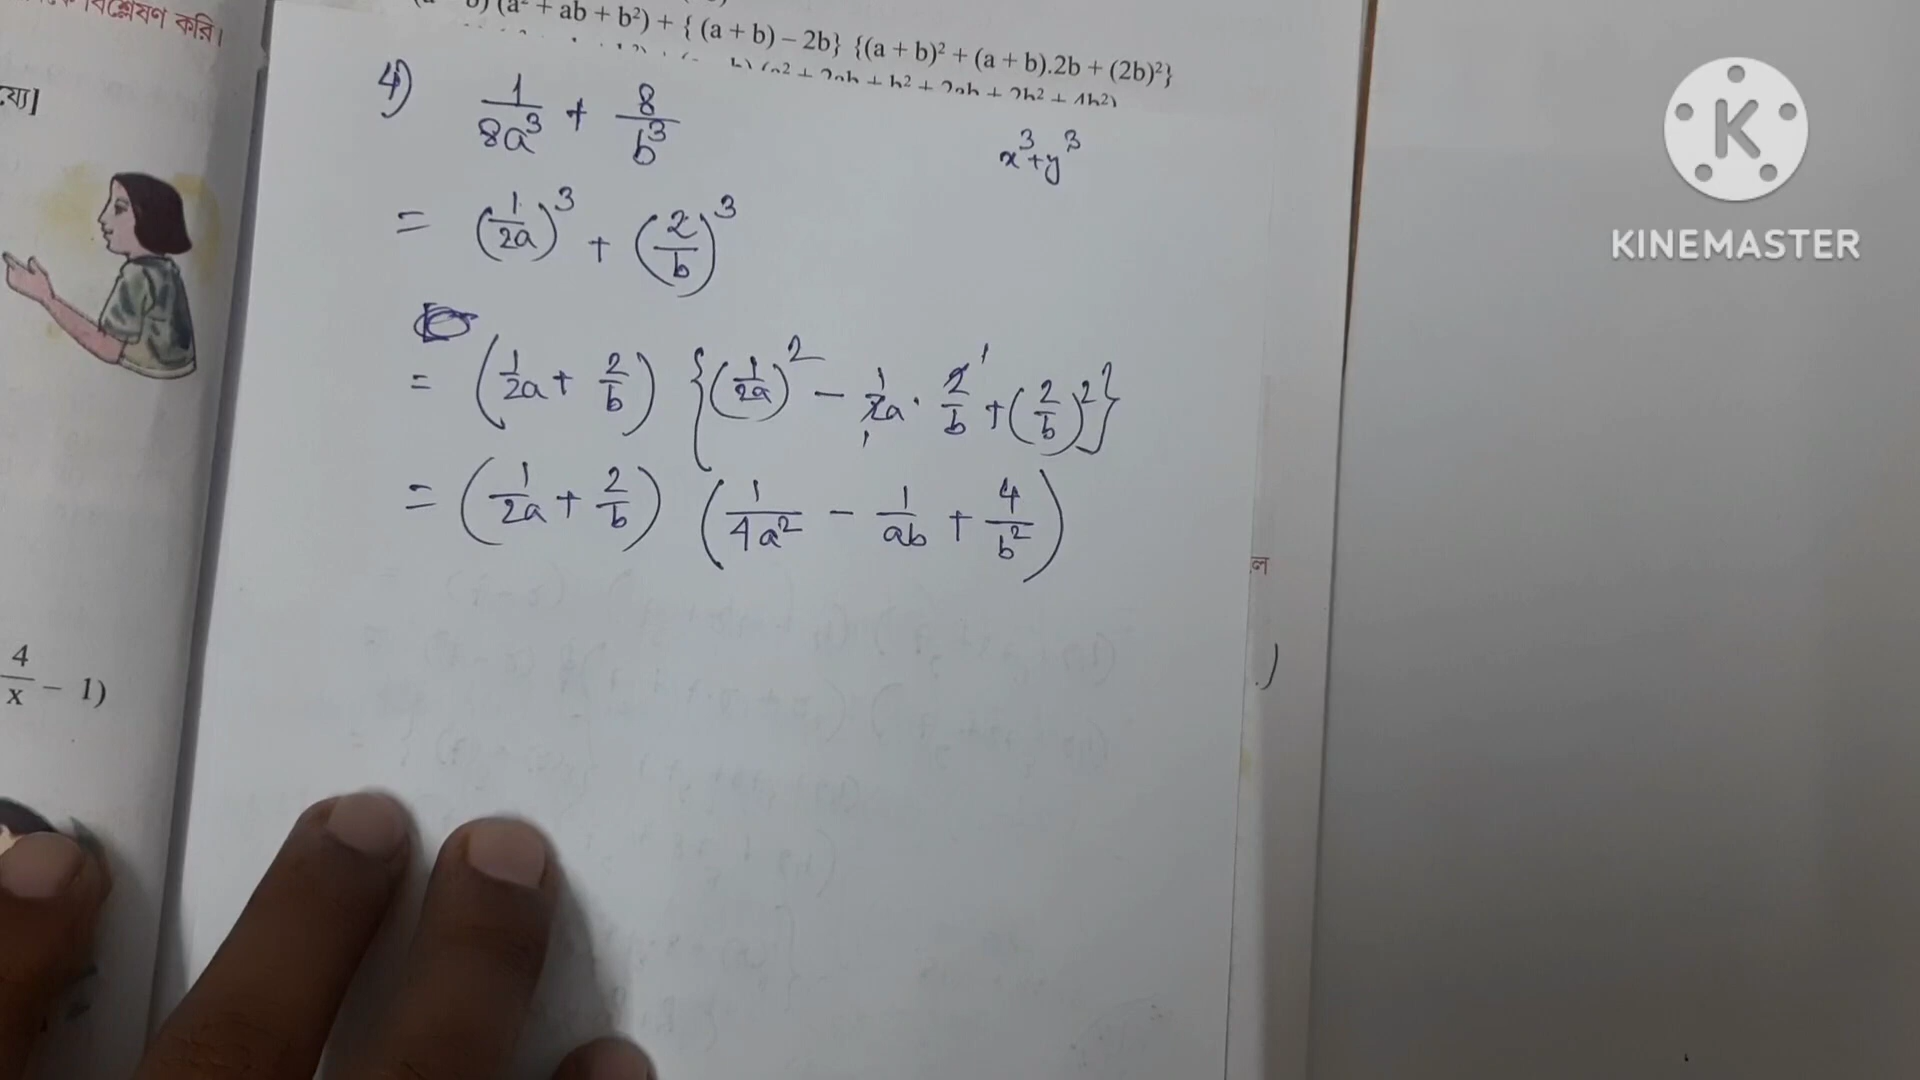 বিশ্লেষণ করি।
(a² + ab + b²) + { (a + b) – 2b} {(a + b)² + (a + b).2b + (2b)²}
4) 1/8a³ + 8/b³
x³+y³
= (1/2a)³ + (2/b)³
= (1/2a + 2/b) {(1/2a)² – 1/2a · 2/b + (2/b)²}
= (1/2a + 2/b) (1/4a² – 1/ab + 4/b²)
4/x – 1)
K
KINEMASTER